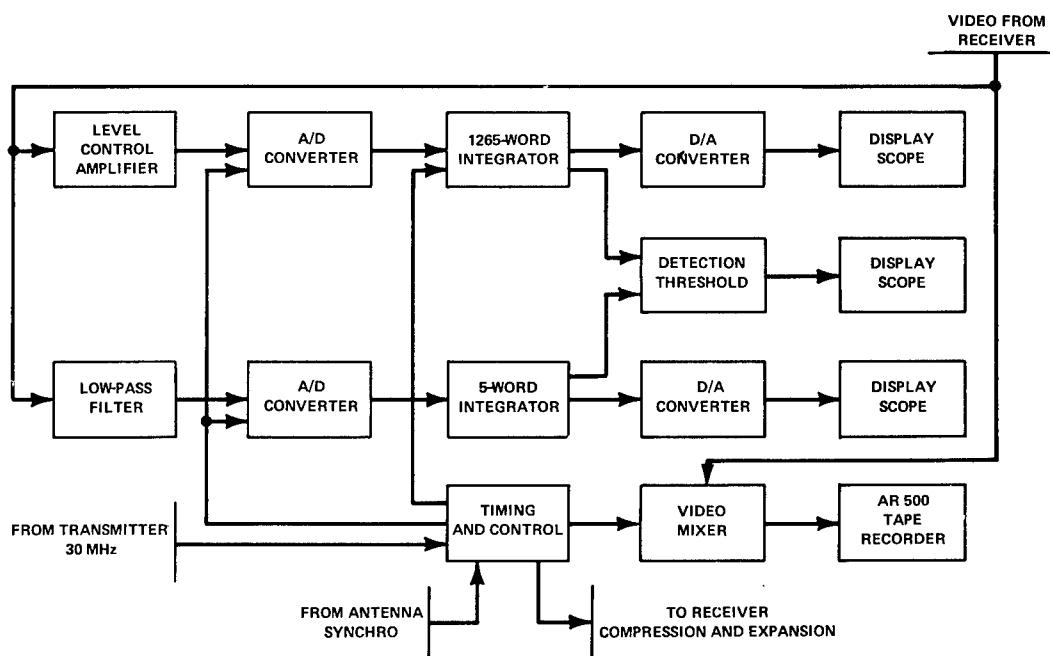 VIDEO FROM
RECEIVER
LEVEL
CONTROL
AMPLIFIER
A/D
CONVERTER
1265-WORD
INTEGRATOR
D/A
CONVERTER
DISPLAY
SCOPE
DETECTION
THRESHOLD
DISPLAY
SCOPE
LOW-PASS
FILTER
A/D
CONVERTER
5-WORD
INTEGRATOR
D/A
CONVERTER
DISPLAY
SCOPE
FROM TRANSMITTER
30 MHz
TIMING
AND CONTROL
VIDEO
MIXER
AR 500
TAPE
RECORDER
FROM ANTENNA
SYNCHRO
TO RECEIVER
COMPRESSION AND EXPANSION